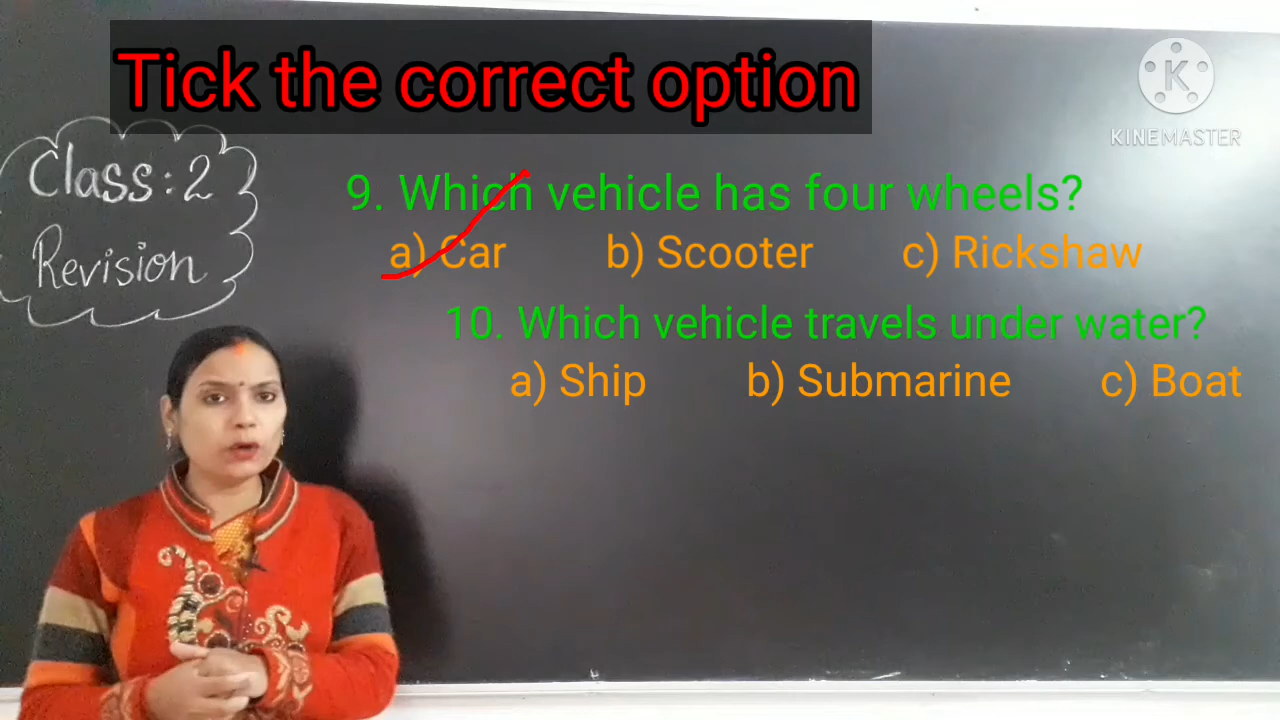 Tick the correct option
K
KINEMASTER
Class:2
Revision
9. Which vehicle has four wheels?
a) Car b) Scooter c) Rickshaw
10. Which vehicle travels under water?
a) Ship b) Submarine c) Boat